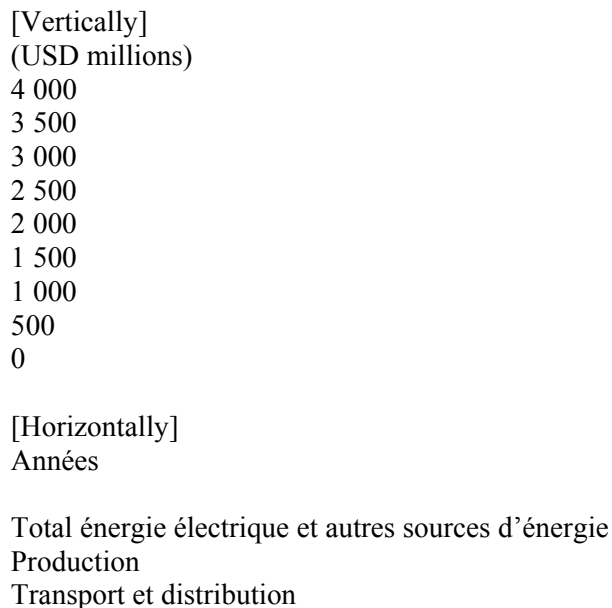 [Vertically]
(USD millions)
4 000
3 500
3 000
2 500
2 000
1 500
1 000
500
0
[Horizontally]
Années
Total énergie électrique et autres sources d’énergie
Production
Transport et distribution